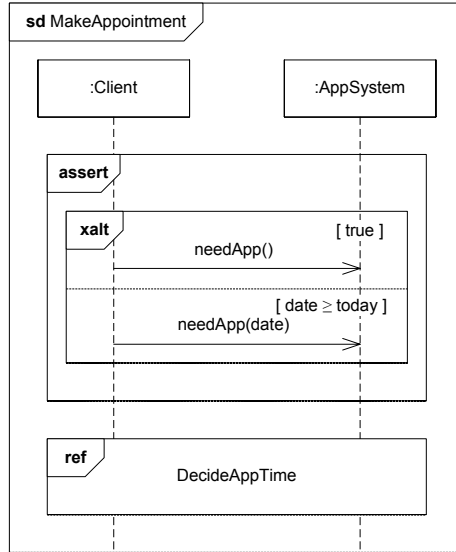 sd MakeAppointment
:Client
:AppSystem
assert
xalt
[ true ]
needApp()
[ date ≥ today ]
needApp(date)
ref
DecideAppTime